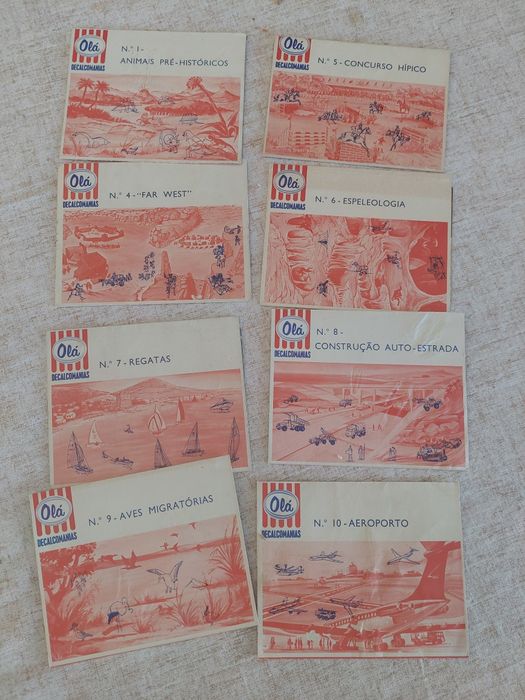 Olá
DECALCOMANIAS
N.º 1 -
ANIMAIS PRÉ-HISTÓRICOS
Olá
DECALCOMANIAS
N.º 5 - CONCURSO HÍPICO
Olá
DECALCOMANIAS
N.º 4 - "FAR WEST"
Olá
DECALCOMANIAS
N.º 6 - ESPELEOLOGIA
Olá
DECALCOMANIAS
N.º 7 - REGATAS
Olá
DECALCOMANIAS
N.º 8 -
CONSTRUÇÃO AUTO-ESTRADA
Olá
DECALCOMANIAS
N.º 9 - AVES MIGRATÓRIAS
Olá
DECALCOMANIAS
N.º 10 - AEROPORTO